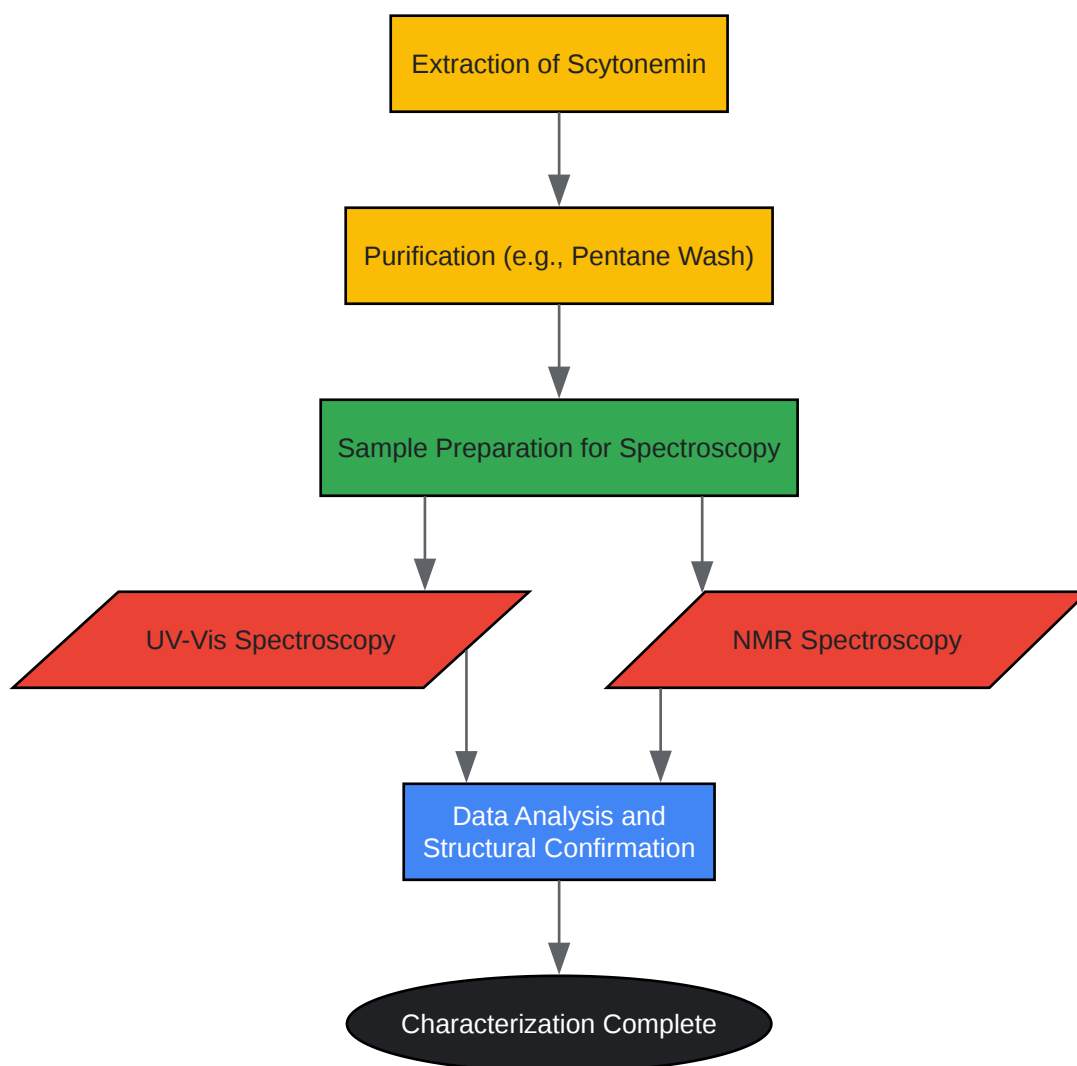 Extraction of Scytonemin
Purification (e.g., Pentane Wash)
Sample Preparation for Spectroscopy
UV-Vis Spectroscopy
NMR Spectroscopy
Data Analysis and
Structural Confirmation
Characterization Complete